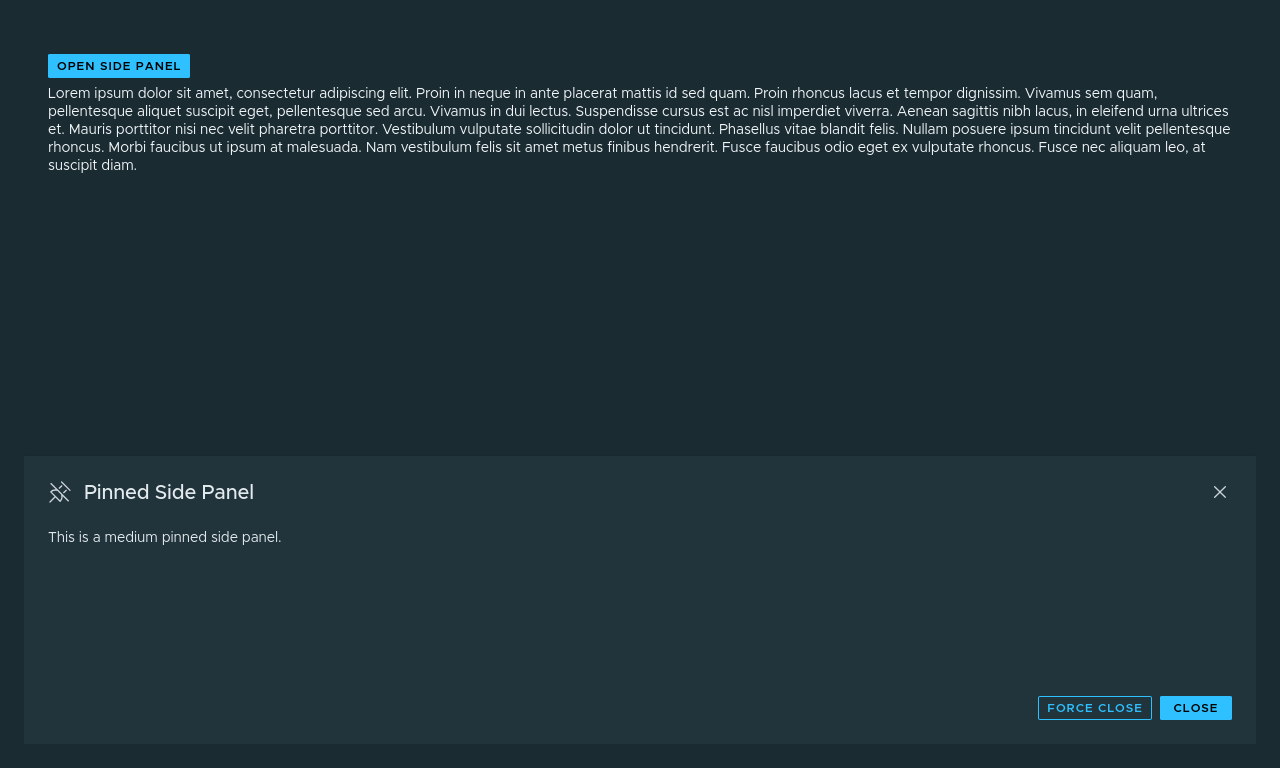 OPEN SIDE PANEL
Lorem ipsum dolor sit amet, consectetur adipiscing elit. Proin in neque in ante placerat mattis id sed quam. Proin rhoncus lacus et tempor dignissim. Vivamus sem quam,
pellentesque aliquet suscipit eget, pellentesque sed arcu. Vivamus in dui lectus. Suspendisse cursus est ac nisl imperdiet viverra. Aenean sagittis nibh lacus, in eleifend urna ultrices
et. Mauris porttitor nisi nec velit pharetra porttitor. Vestibulum vulputate sollicitudin dolor ut tincidunt. Phasellus vitae blandit felis. Nullam posuere ipsum tincidunt velit pellentesque
rhoncus. Morbi faucibus ut ipsum at malesuada. Nam vestibulum felis sit amet metus finibus hendrerit. Fusce faucibus odio eget ex vulputate rhoncus. Fusce nec aliquam leo, at
suscipit diam.
Pinned Side Panel
This is a medium pinned side panel.
FORCE CLOSE
CLOSE